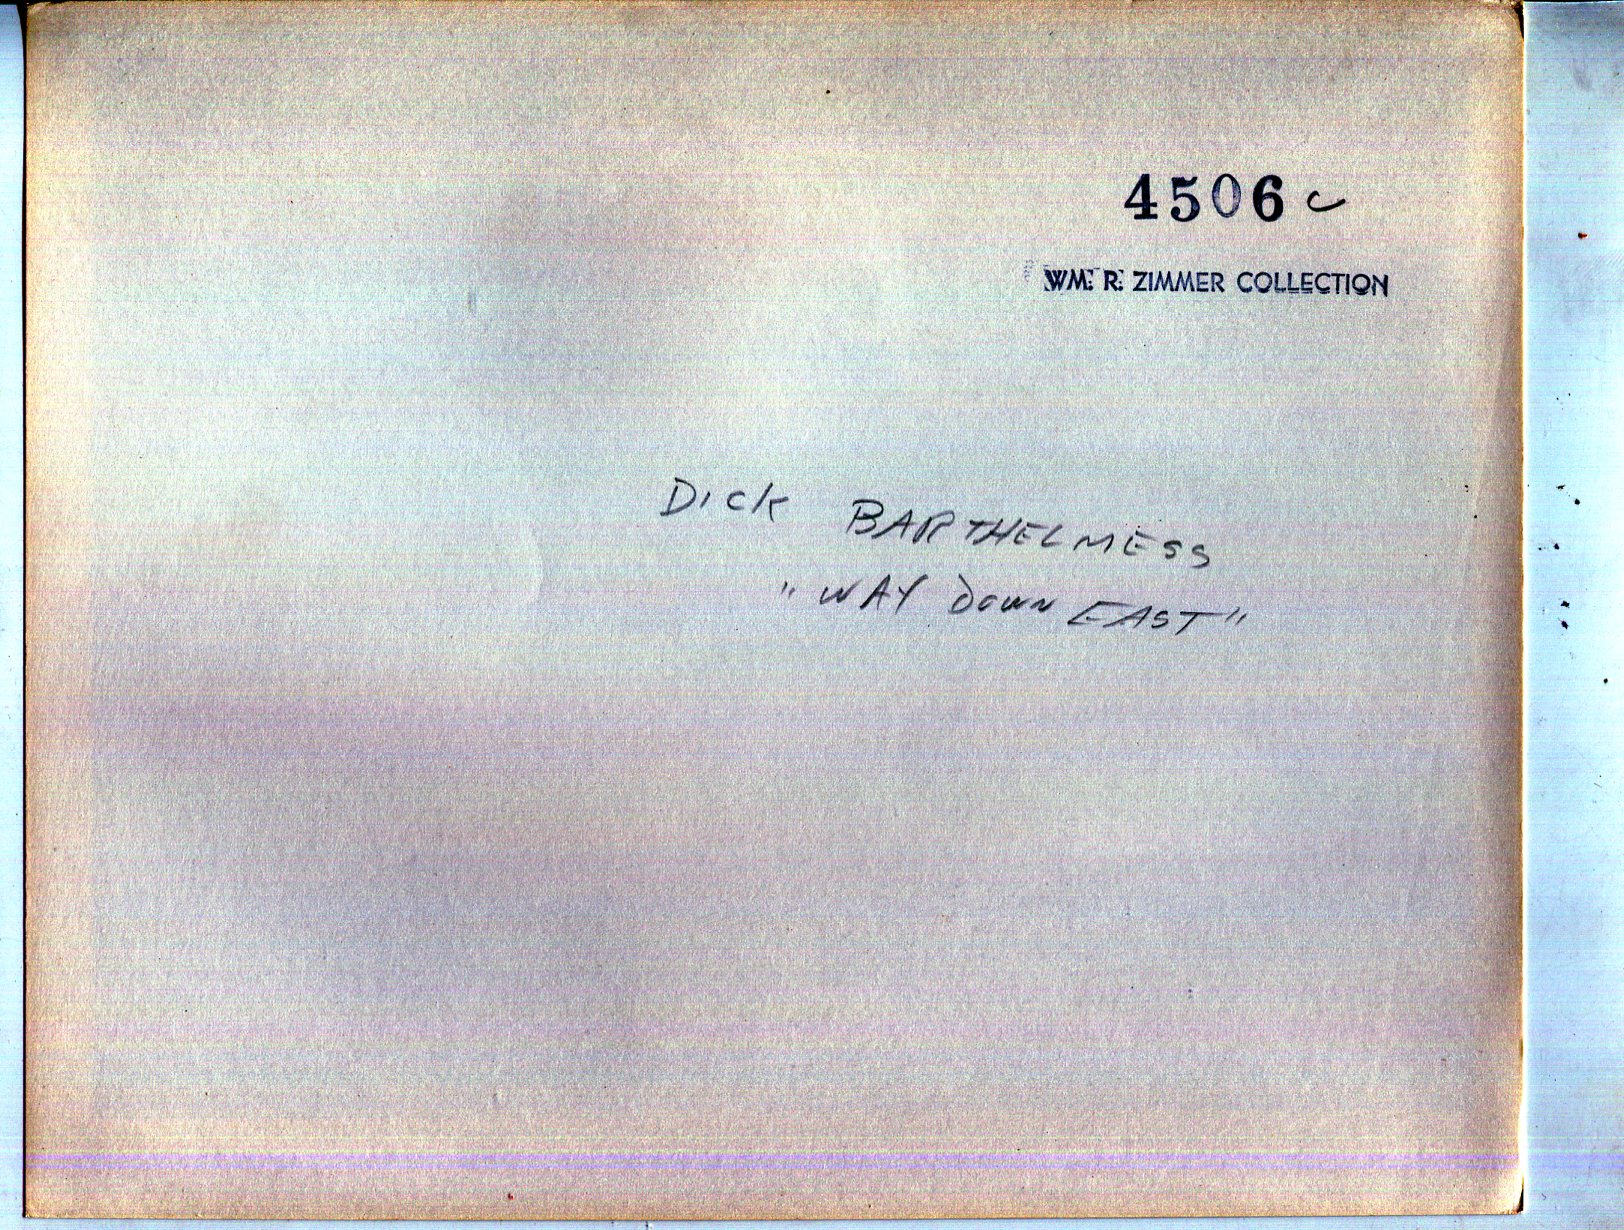 4506 c
WM. R. ZIMMER COLLECTION
DICK BARTHELMESS
"WAY DOWN EAST"